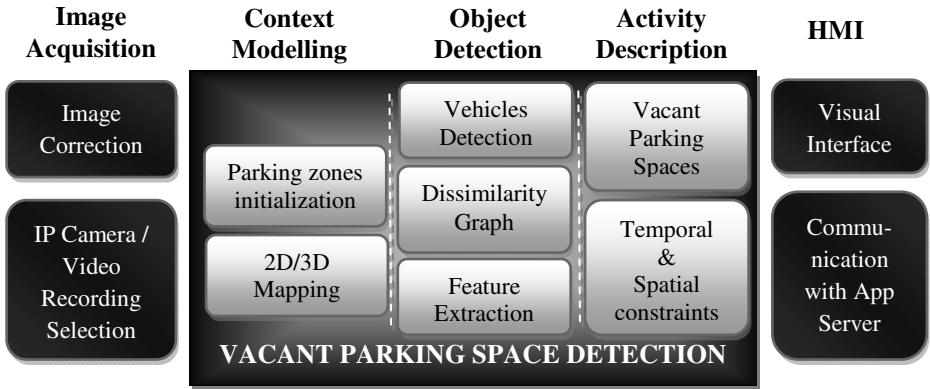 Image
Acquisition
Context
Modelling
Object
Detection
Activity
Description
HMI
Image
Correction
IP Camera /
Video
Recording
Selection
Parking zones
initialization
2D/3D
Mapping
Vehicles
Detection
Dissimilarity
Graph
Feature
Extraction
Vacant
Parking
Spaces
Temporal
&
Spatial
constraints
Visual
Interface
Commu-
nication
with App
Server
VACANT PARKING SPACE DETECTION